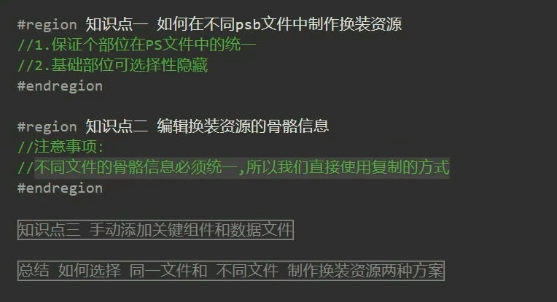 #region 知识点一 如何在不同psb文件中制作换装资源
//1.保证个部位在PS文件中的统一
//2.基础部位可选择性隐藏
#endregion
#region 知识点二 编辑换装资源的骨骼信息
//注意事项:
//不同文件的骨骼信息必须统一,所以我们直接使用复制的方式
#endregion
知识点三 手动添加关键组件和数据文件
总结 如何选择 同一文件和 不同文件 制作换装资源两种方案